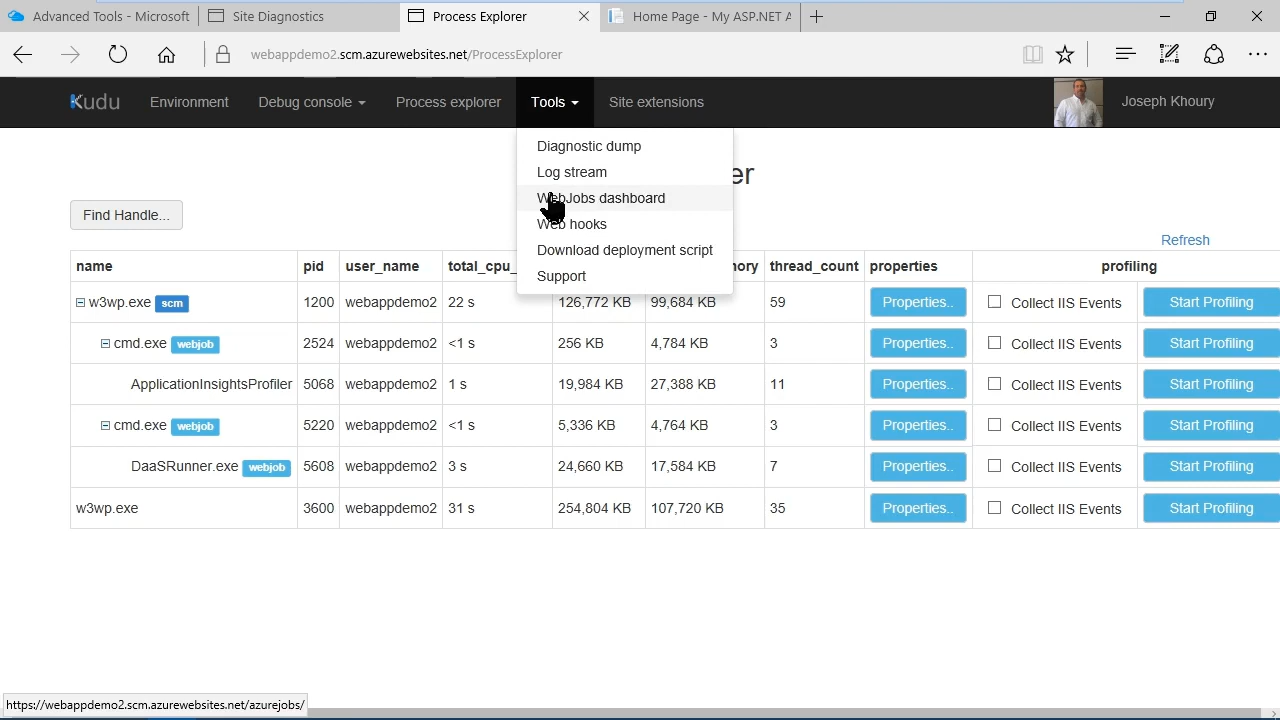 Advanced Tools - Microsoft
Site Diagnostics
Process Explorer
Home Page - My ASP.NET A
webappdemo2.scm.azurewebsites.net/ProcessExplorer
Kudu
Environment
Debug console
Process explorer
Tools
Site extensions
Joseph Khoury
Diagnostic dump
Log stream
WebJobs dashboard
Web hooks
Download deployment script
Support
er
Find Handle...
Refresh
name pid user_name total_cpu_ ory thread_count properties profiling
w3wp.exe scm 1200 webappdemo2 22 s 126,772 KB 99,684 KB 59 Properties.. Collect IIS Events Start Profiling
cmd.exe webjob 2524 webappdemo2 <1 s 256 KB 4,784 KB 3 Properties.. Collect IIS Events Start Profiling
ApplicationInsightsProfiler 5068 webappdemo2 1 s 19,984 KB 27,388 KB 11 Properties.. Collect IIS Events Start Profiling
cmd.exe webjob 5220 webappdemo2 <1 s 5,336 KB 4,764 KB 3 Properties.. Collect IIS Events Start Profiling
DaaSRunner.exe webjob 5608 webappdemo2 3 s 24,660 KB 17,584 KB 7 Properties.. Collect IIS Events Start Profiling
w3wp.exe 3600 webappdemo2 31 s 254,804 KB 107,720 KB 35 Properties.. Collect IIS Events Start Profiling
https://webappdemo2.scm.azurewebsites.net/azurejobs/